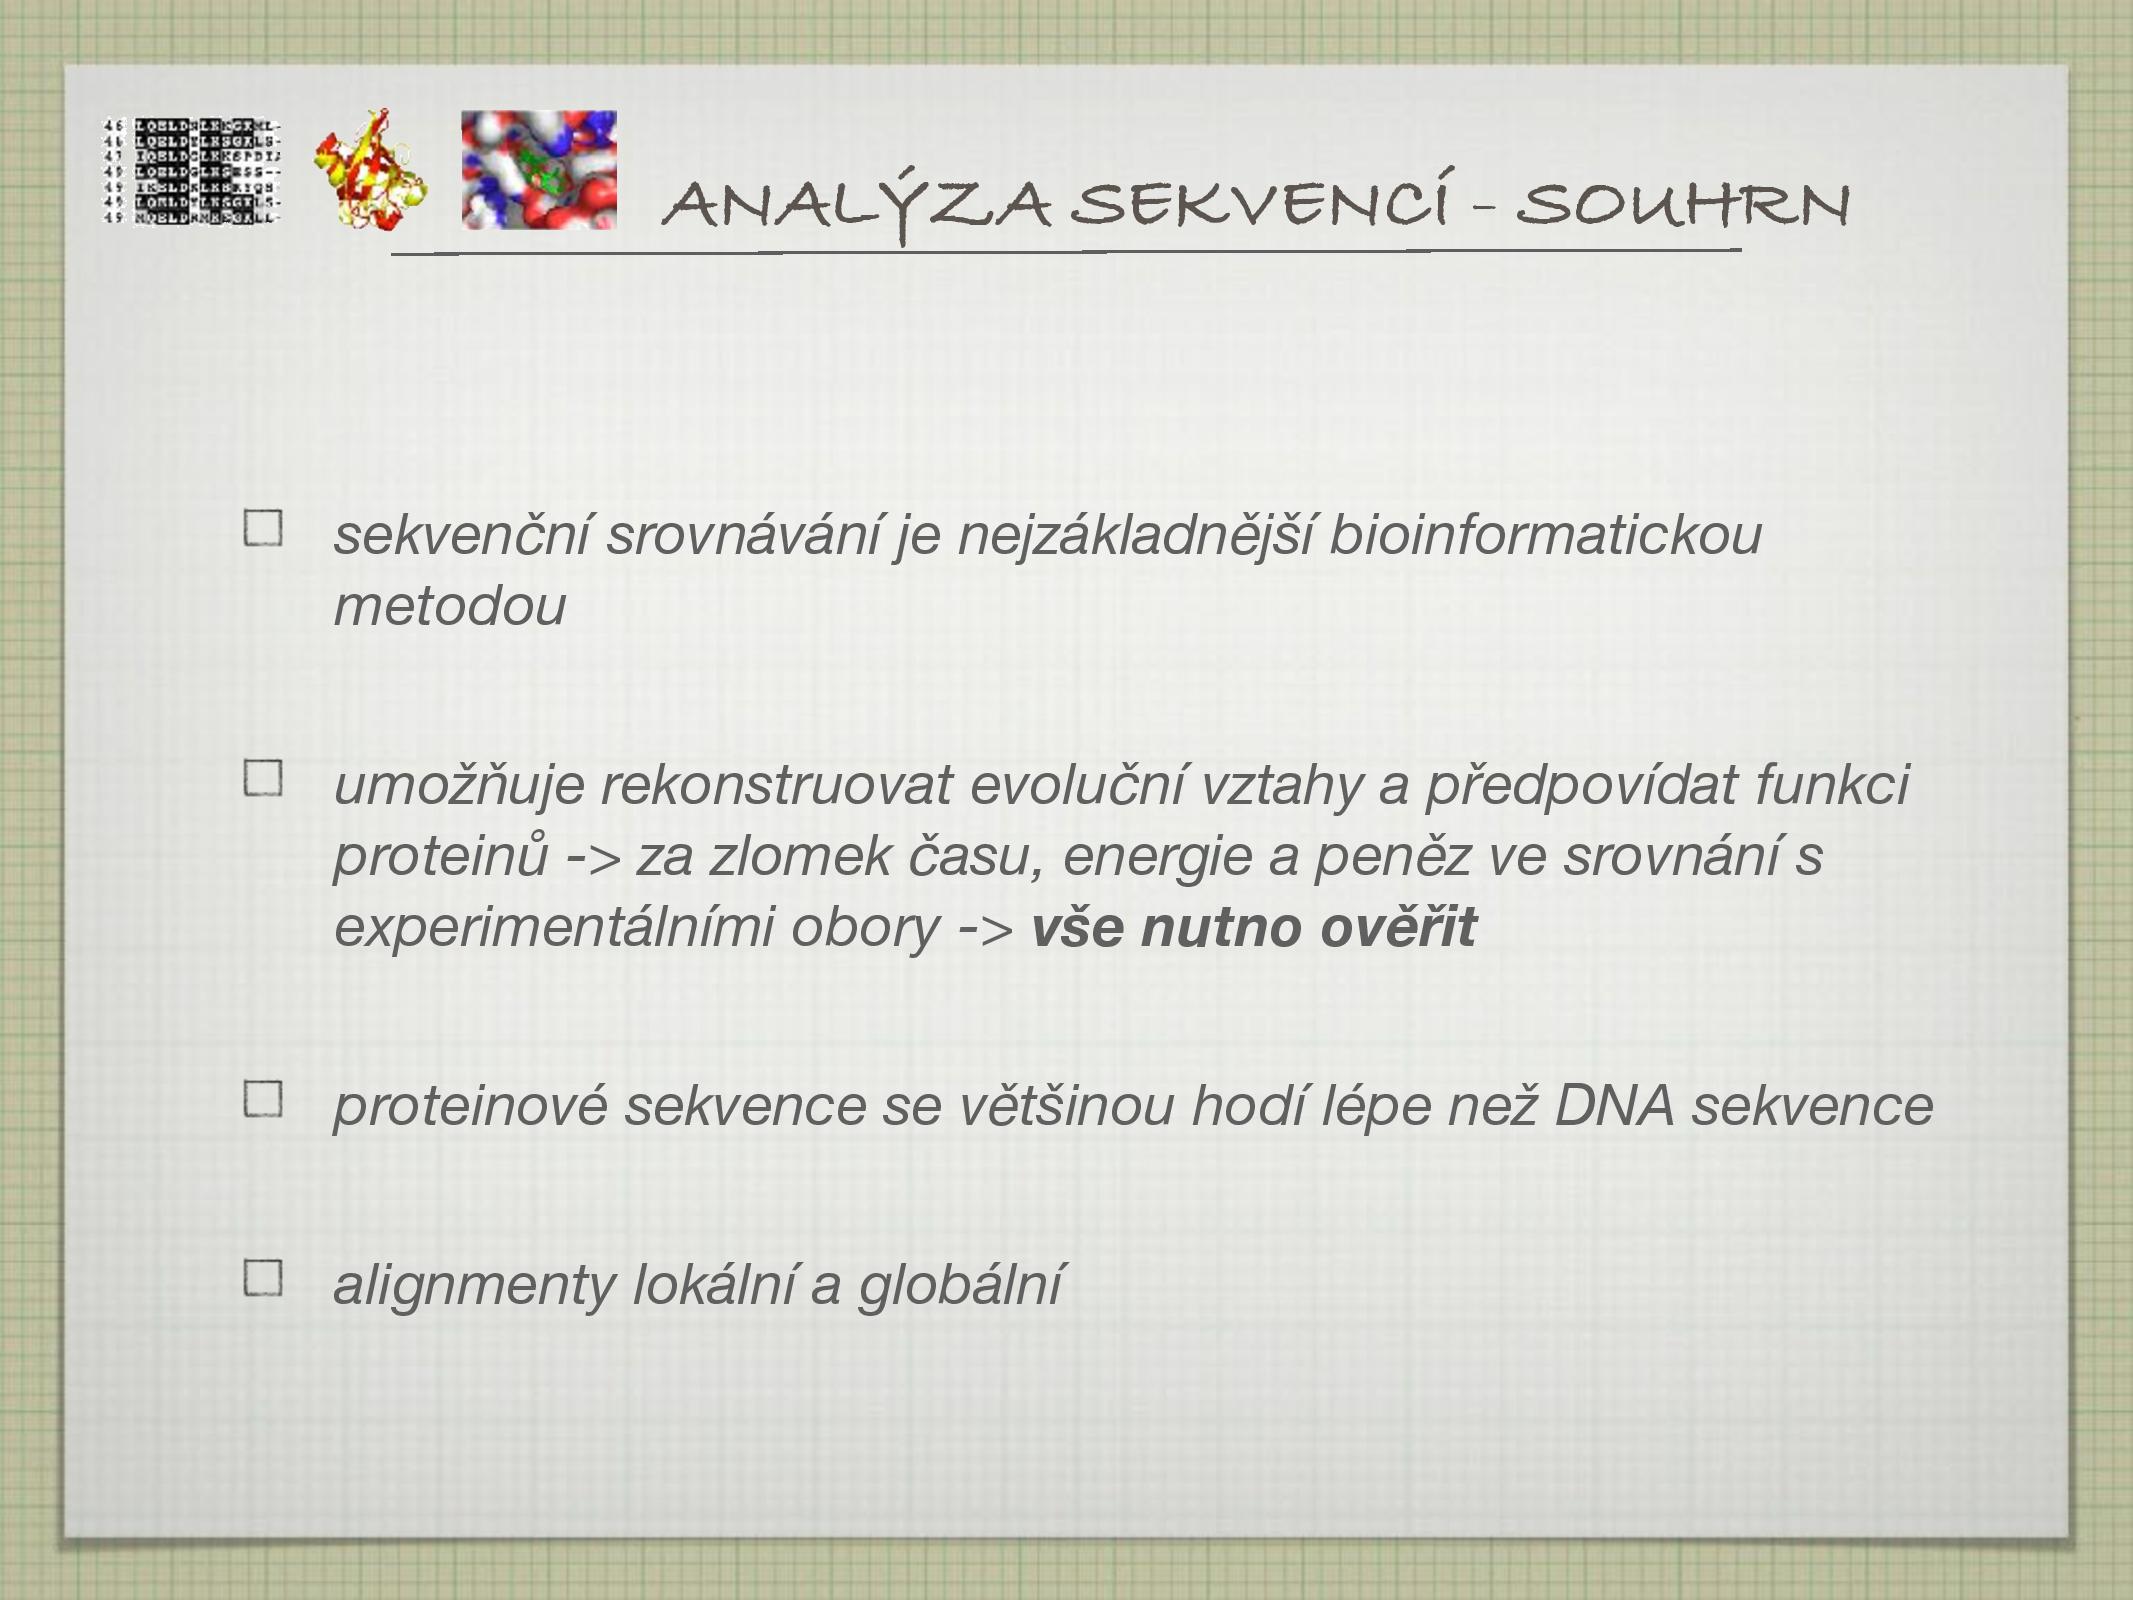 ANALÝZA SEKVENCÍ - SOUHRN
sekvenční srovnávání je nejzákladnější bioinformatickou
metodou
umožňuje rekonstruovat evoluční vztahy a předpovídat funkci
proteinů -> za zlomek času, energie a peněz ve srovnání s
experimentálními obory -> vše nutno ověřit
proteinové sekvence se většinou hodí lépe než DNA sekvence
alignmenty lokální a globální